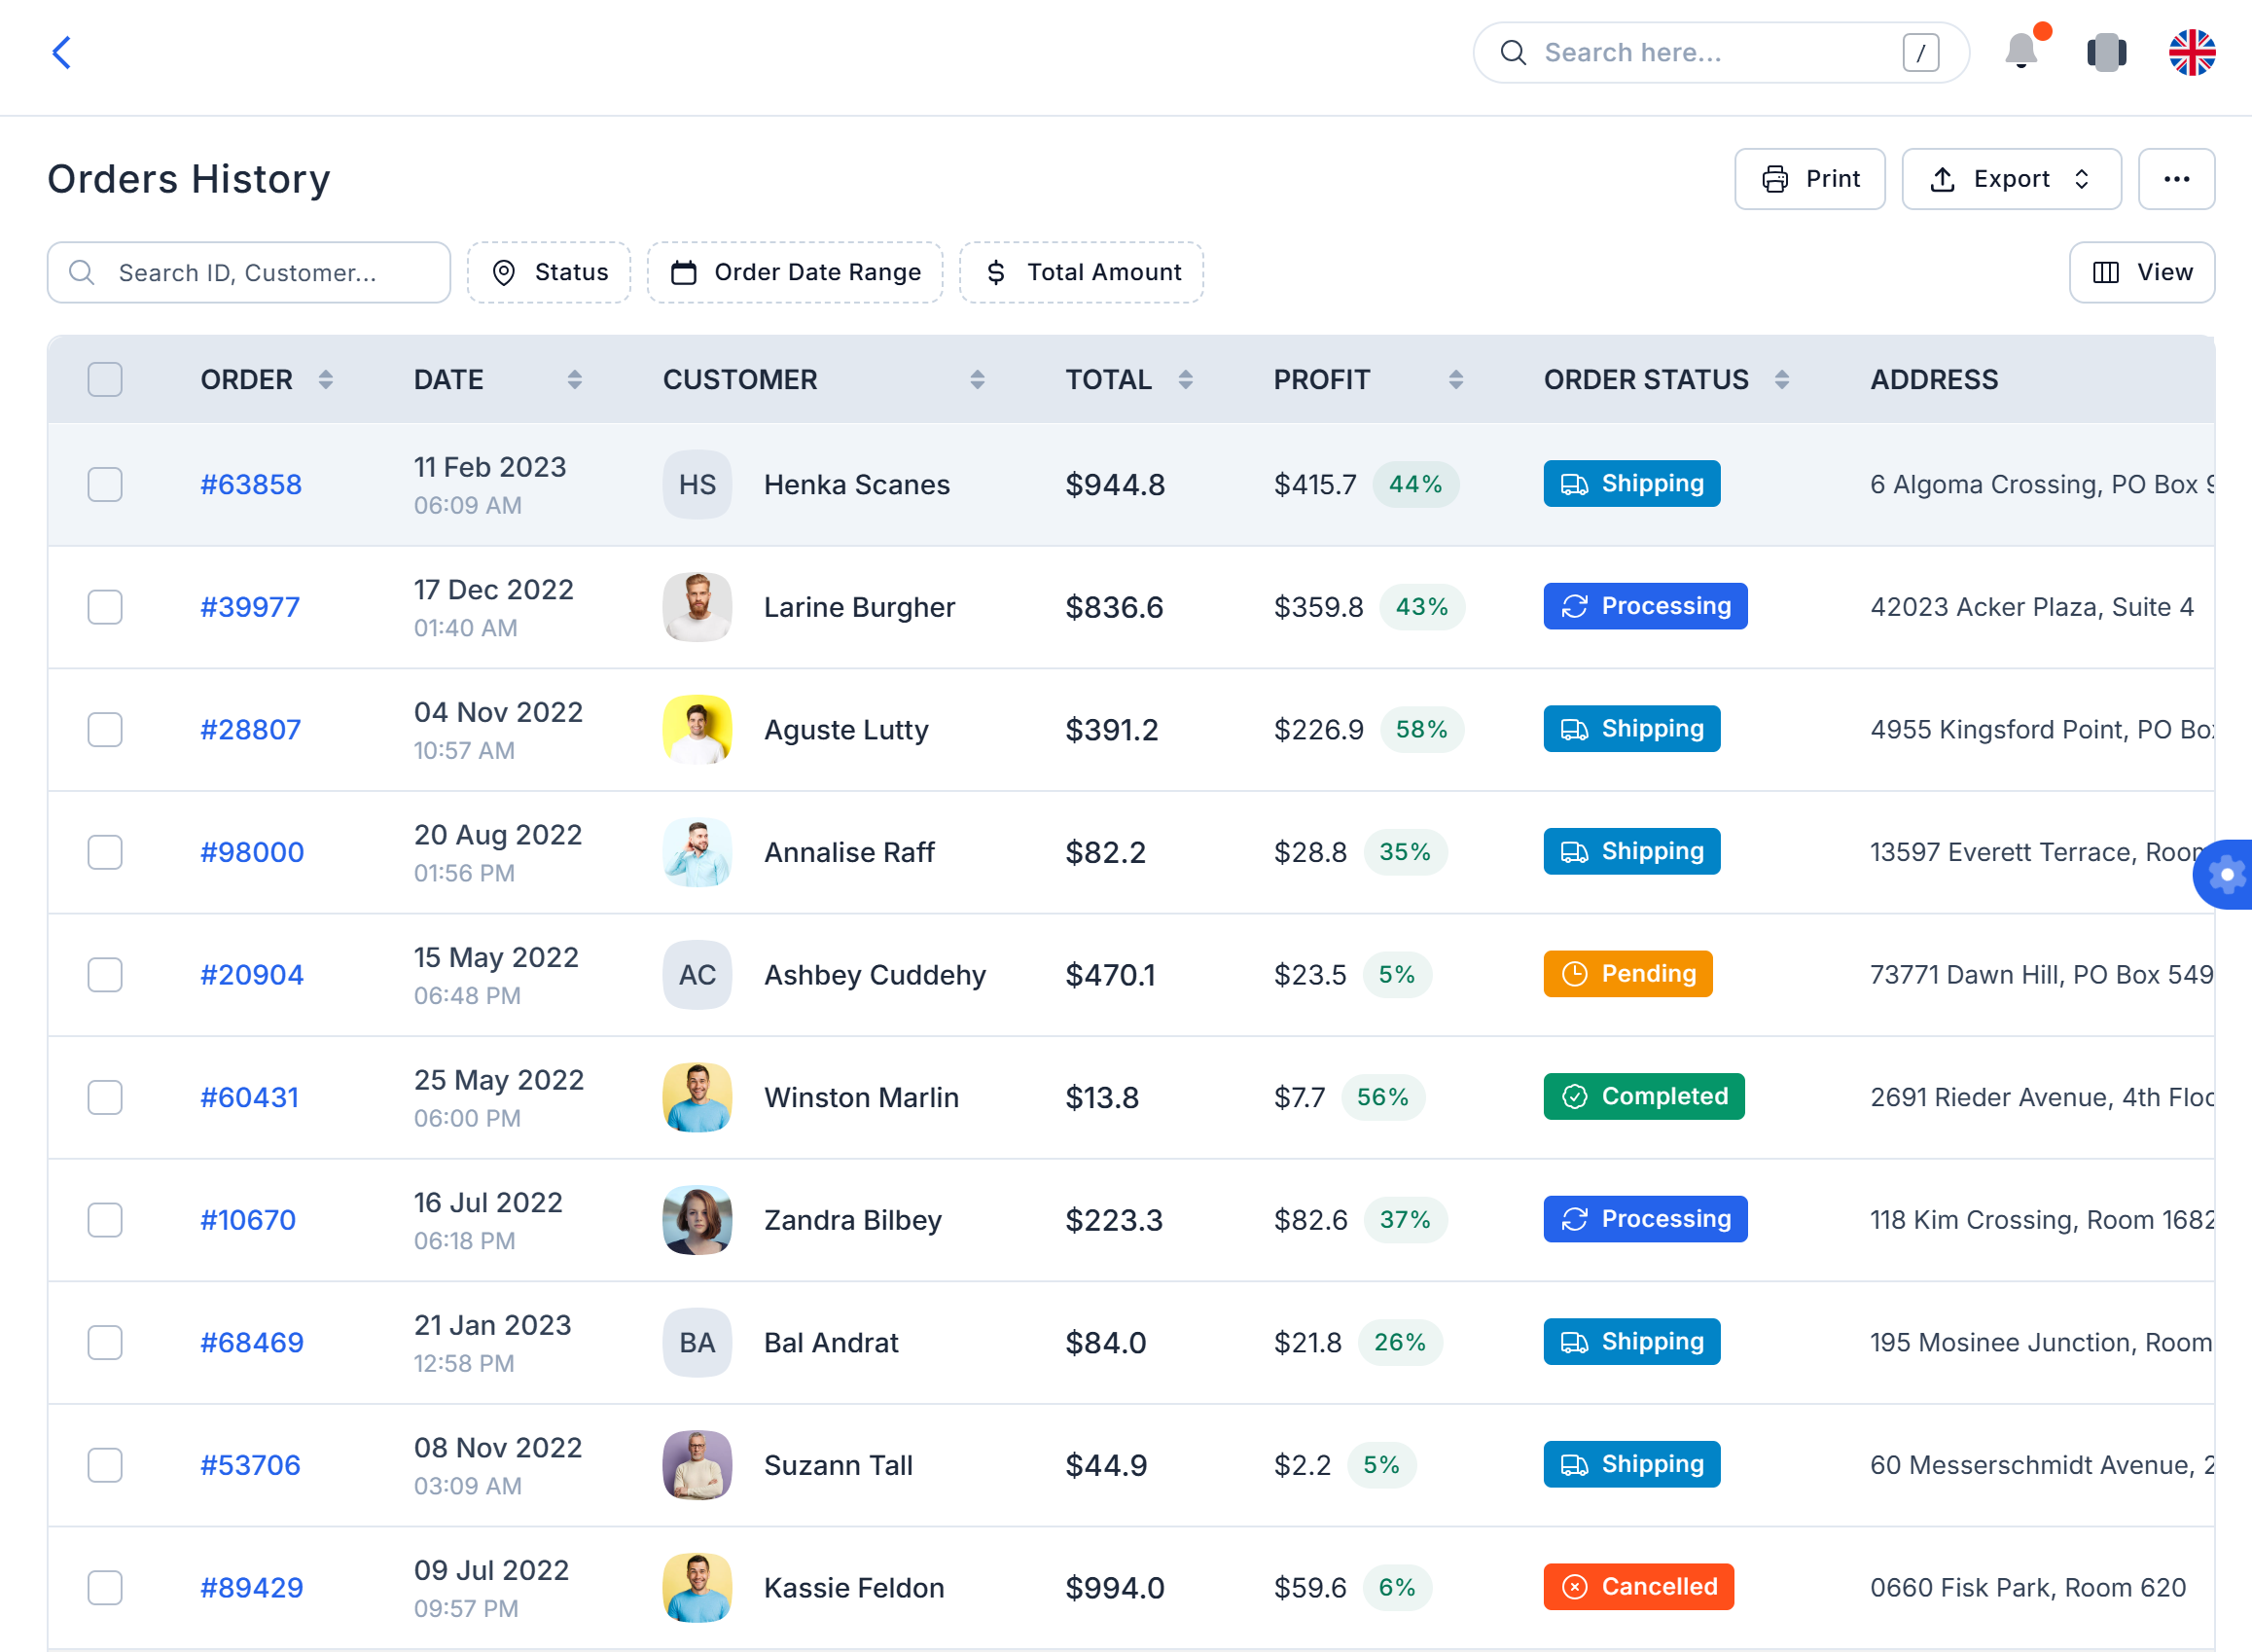 Search here...
/
Orders History
Print
Export
Search ID, Customer...
Status
Order Date Range
Total Amount
View
ORDER
DATE
CUSTOMER
TOTAL
PROFIT
ORDER STATUS
ADDRESS
#63858
11 Feb 2023
06:09 AM
HS
Henka Scanes
$944.8
$415.7
44%
Shipping
6 Algoma Crossing, PO Box 9
#39977
17 Dec 2022
01:40 AM
Larine Burgher
$836.6
$359.8
43%
Processing
42023 Acker Plaza, Suite 4
#28807
04 Nov 2022
10:57 AM
Aguste Lutty
$391.2
$226.9
58%
Shipping
4955 Kingsford Point, PO Box
#98000
20 Aug 2022
01:56 PM
Annalise Raff
$82.2
$28.8
35%
Shipping
13597 Everett Terrace, Room
#20904
15 May 2022
06:48 PM
AC
Ashbey Cuddehy
$470.1
$23.5
5%
Pending
73771 Dawn Hill, PO Box 549
#60431
25 May 2022
06:00 PM
Winston Marlin
$13.8
$7.7
56%
Completed
2691 Rieder Avenue, 4th Floo
#10670
16 Jul 2022
06:18 PM
Zandra Bilbey
$223.3
$82.6
37%
Processing
118 Kim Crossing, Room 1682
#68469
21 Jan 2023
12:58 PM
BA
Bal Andrat
$84.0
$21.8
26%
Shipping
195 Mosinee Junction, Room
#53706
08 Nov 2022
03:09 AM
Suzann Tall
$44.9
$2.2
5%
Shipping
60 Messerschmidt Avenue, 2
#89429
09 Jul 2022
09:57 PM
Kassie Feldon
$994.0
$59.6
6%
Cancelled
0660 Fisk Park, Room 620